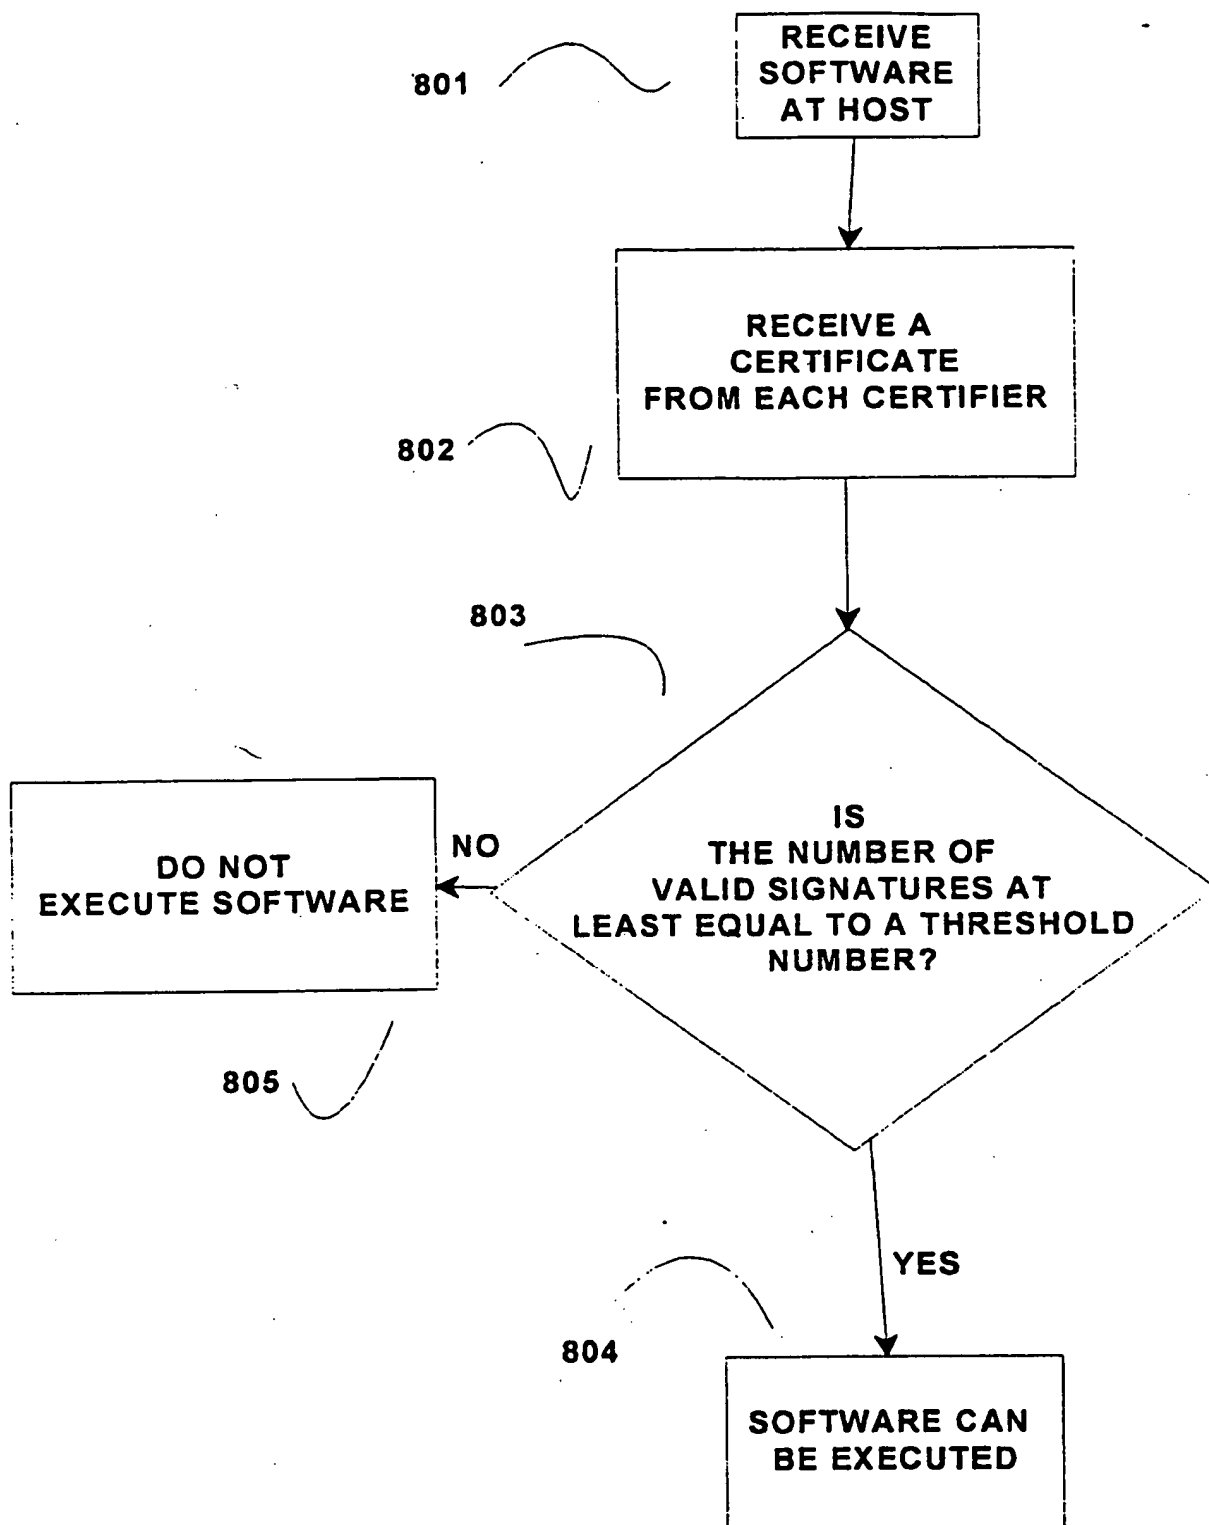 RECEIVE
SOFTWARE
AT HOST
801
RECEIVE A
CERTIFICATE
FROM EACH CERTIFIER
802
803
IS
THE NUMBER OF
VALID SIGNATURES AT
LEAST EQUAL TO A THRESHOLD
NUMBER?
NO
DO NOT
EXECUTE SOFTWARE
805
YES
804
SOFTWARE CAN
BE EXECUTED